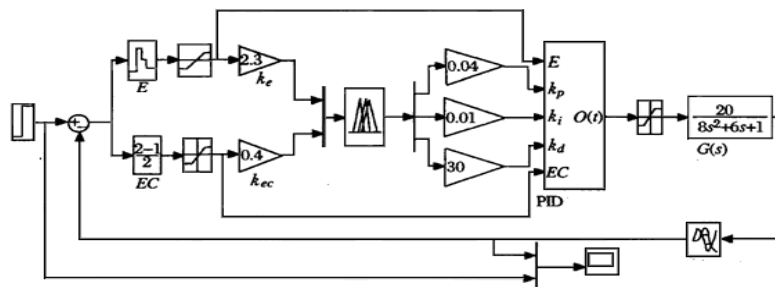 E
2.3
k_e
2-1
2
EC
0.4
k_ec
0.04
0.01
30
E
k_p
k_i
k_d
EC
O(t)
PID
20
8s²+6s+1
G(s)